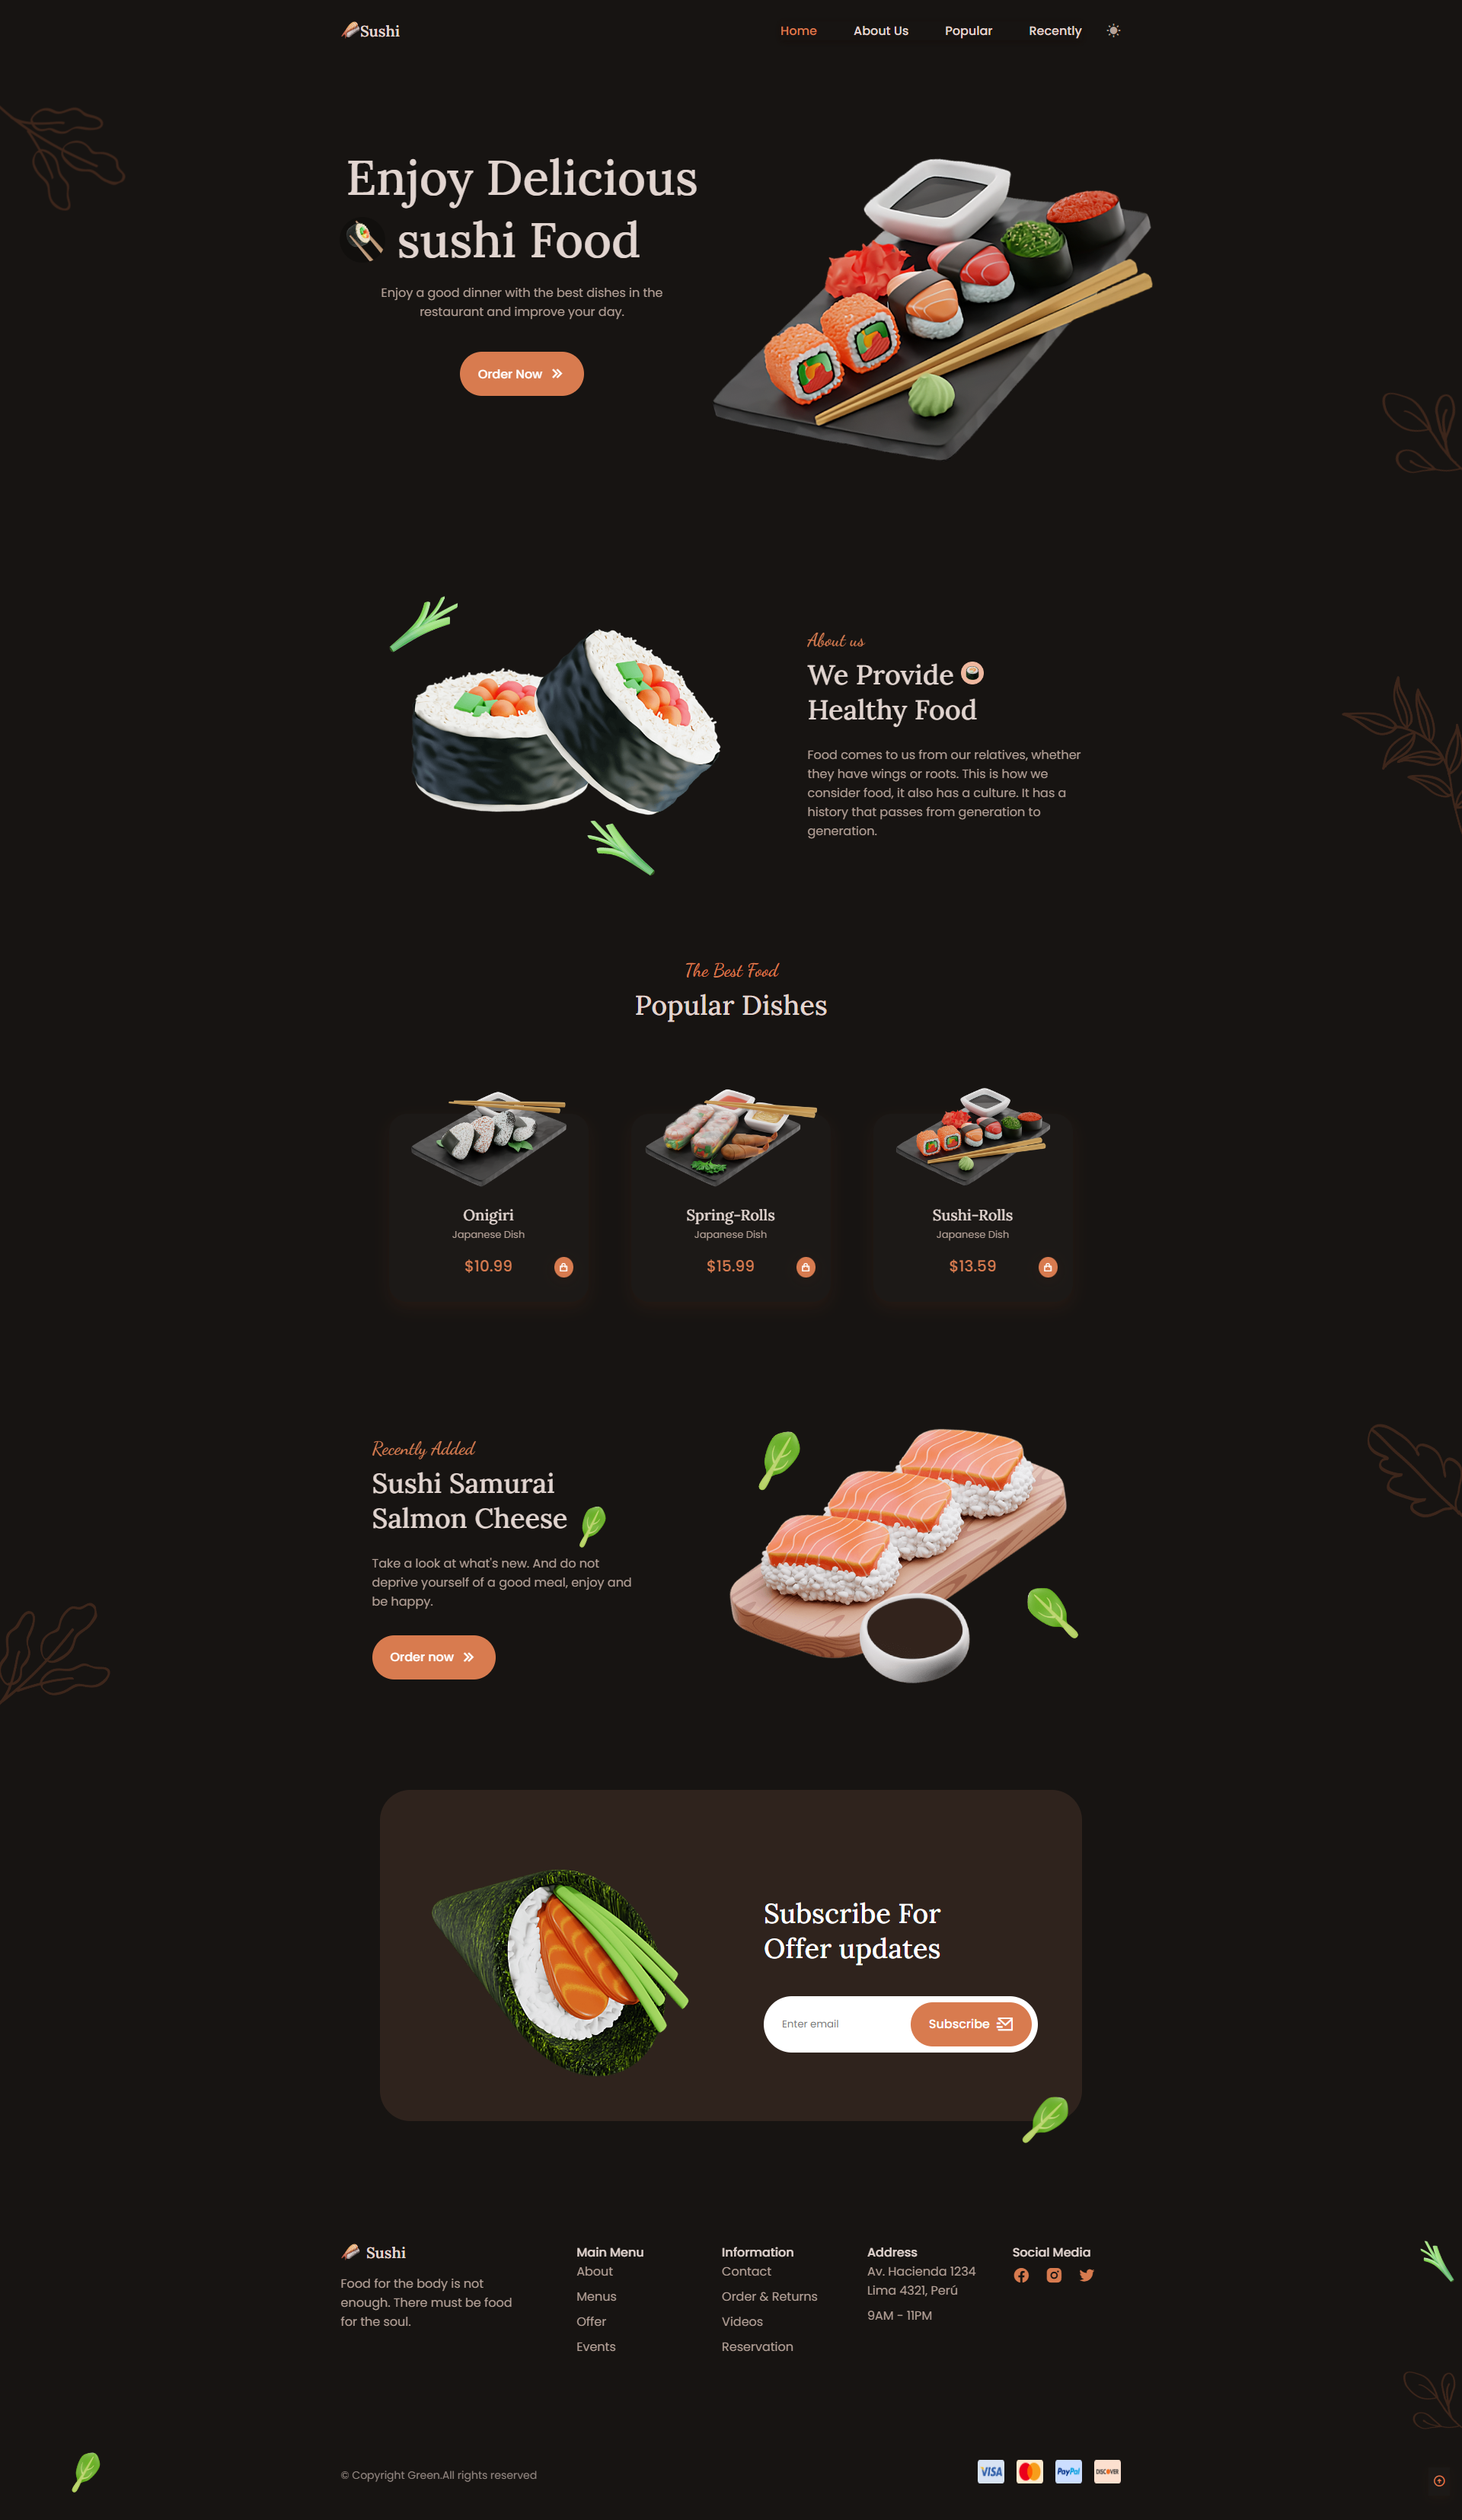 Sushi
Home
About Us
Popular
Recently
Enjoy Delicious
sushi Food
Enjoy a good dinner with the best dishes in the
restaurant and improve your day.
Order Now
About us
We Provide
Healthy Food
Food comes to us from our relatives, whether
they have wings or roots. This is how we
consider food, it also has a culture. It has a
history that passes from generation to
generation.
The Best Food
Popular Dishes
Onigiri
Japanese Dish
$10.99
Spring-Rolls
Japanese Dish
$15.99
Sushi-Rolls
Japanese Dish
$13.59
Recently Added
Sushi Samurai
Salmon Cheese
Take a look at what's new. And do not
deprive yourself of a good meal, enjoy and
be happy.
Order now
Subscribe For
Offer updates
Enter email
Subscribe
Sushi
Food for the body is not
enough. There must be food
for the soul.
Main Menu
About
Menus
Offer
Events
Information
Contact
Order & Returns
Videos
Reservation
Address
Av. Hacienda 1234
Lima 4321, Perú
9AM - 11PM
Social Media
© Copyright Green.All rights reserved
VISA
PayPal
DISCOVER